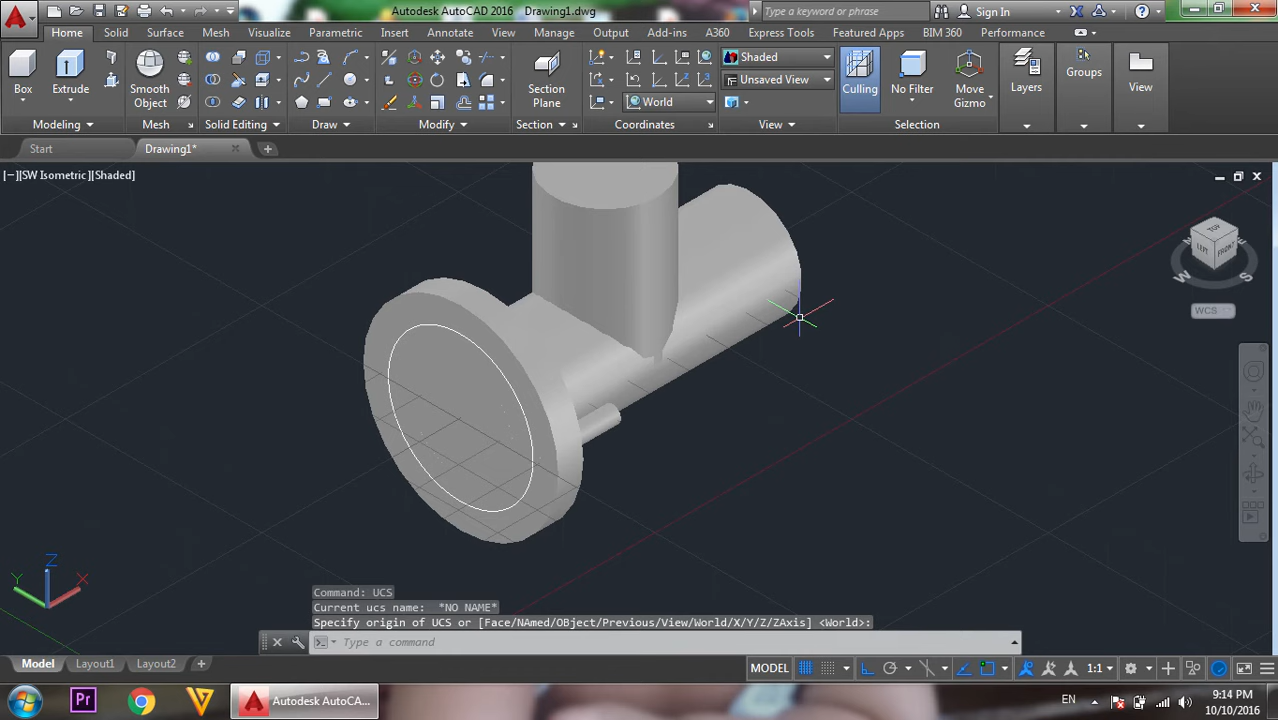 Autodesk AutoCAD 2016 Drawing1.dwg
Type a keyword or phrase
Sign In
Home Solid Surface Mesh Visualize Parametric Insert Annotate View Manage Output Add-ins A360 Express Tools Featured Apps BIM 360 Performance
Box
Extrude
Smooth
Object
Section
Plane
World
Shaded
Unsaved View
Culling
No Filter
Move
Gizmo
Layers
Groups
View
Modeling Mesh Solid Editing Draw Modify Section Coordinates View Selection
Start Drawing1*
[−][SW Isometric][Shaded]
TOP
LEFT FRONT
W S
WCS
Z
Y X
Command: UCS
Current ucs name: *NO NAME*
Specify origin of UCS or [Face/NAmed/OBject/Previous/View/World/X/Y/Z/ZAxis] <World>:
Type a command
Model Layout1 Layout2
MODEL 1:1
Pr
Autodesk AutoCA...
EN
9:14 PM
10/10/2016